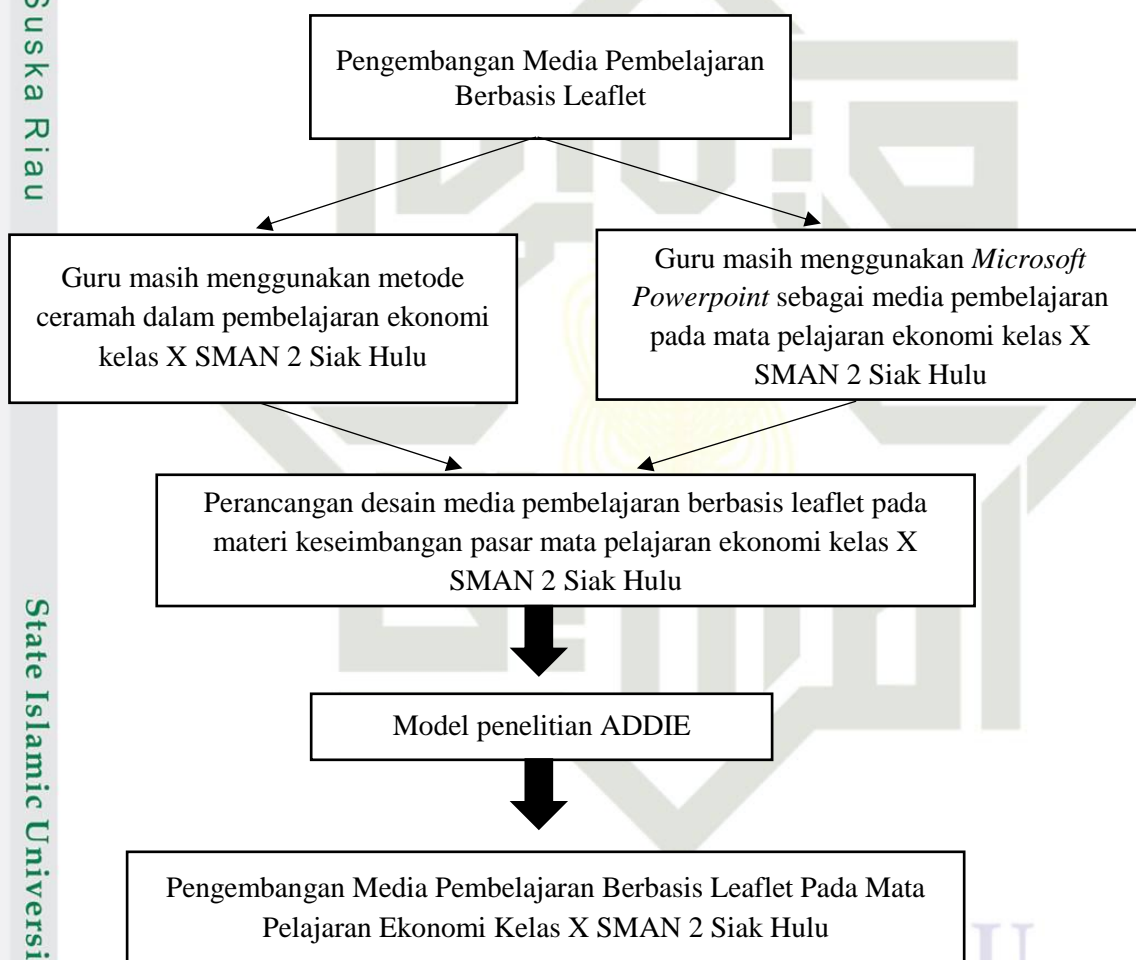 Pengembangan Media Pembelajaran
Berbasis Leaflet
Guru masih menggunakan metode
ceramah dalam pembelajaran ekonomi
kelas X SMAN 2 Siak Hulu
Guru masih menggunakan Microsoft
Powerpoint sebagai media pembelajaran
pada mata pelajaran ekonomi kelas X
SMAN 2 Siak Hulu
Perancangan desain media pembelajaran berbasis leaflet pada
materi keseimbangan pasar mata pelajaran ekonomi kelas X
SMAN 2 Siak Hulu
Model penelitian ADDIE
Pengembangan Media Pembelajaran Berbasis Leaflet Pada Mata
Pelajaran Ekonomi Kelas X SMAN 2 Siak Hulu
Suska Riau
State Islamic Universi
U